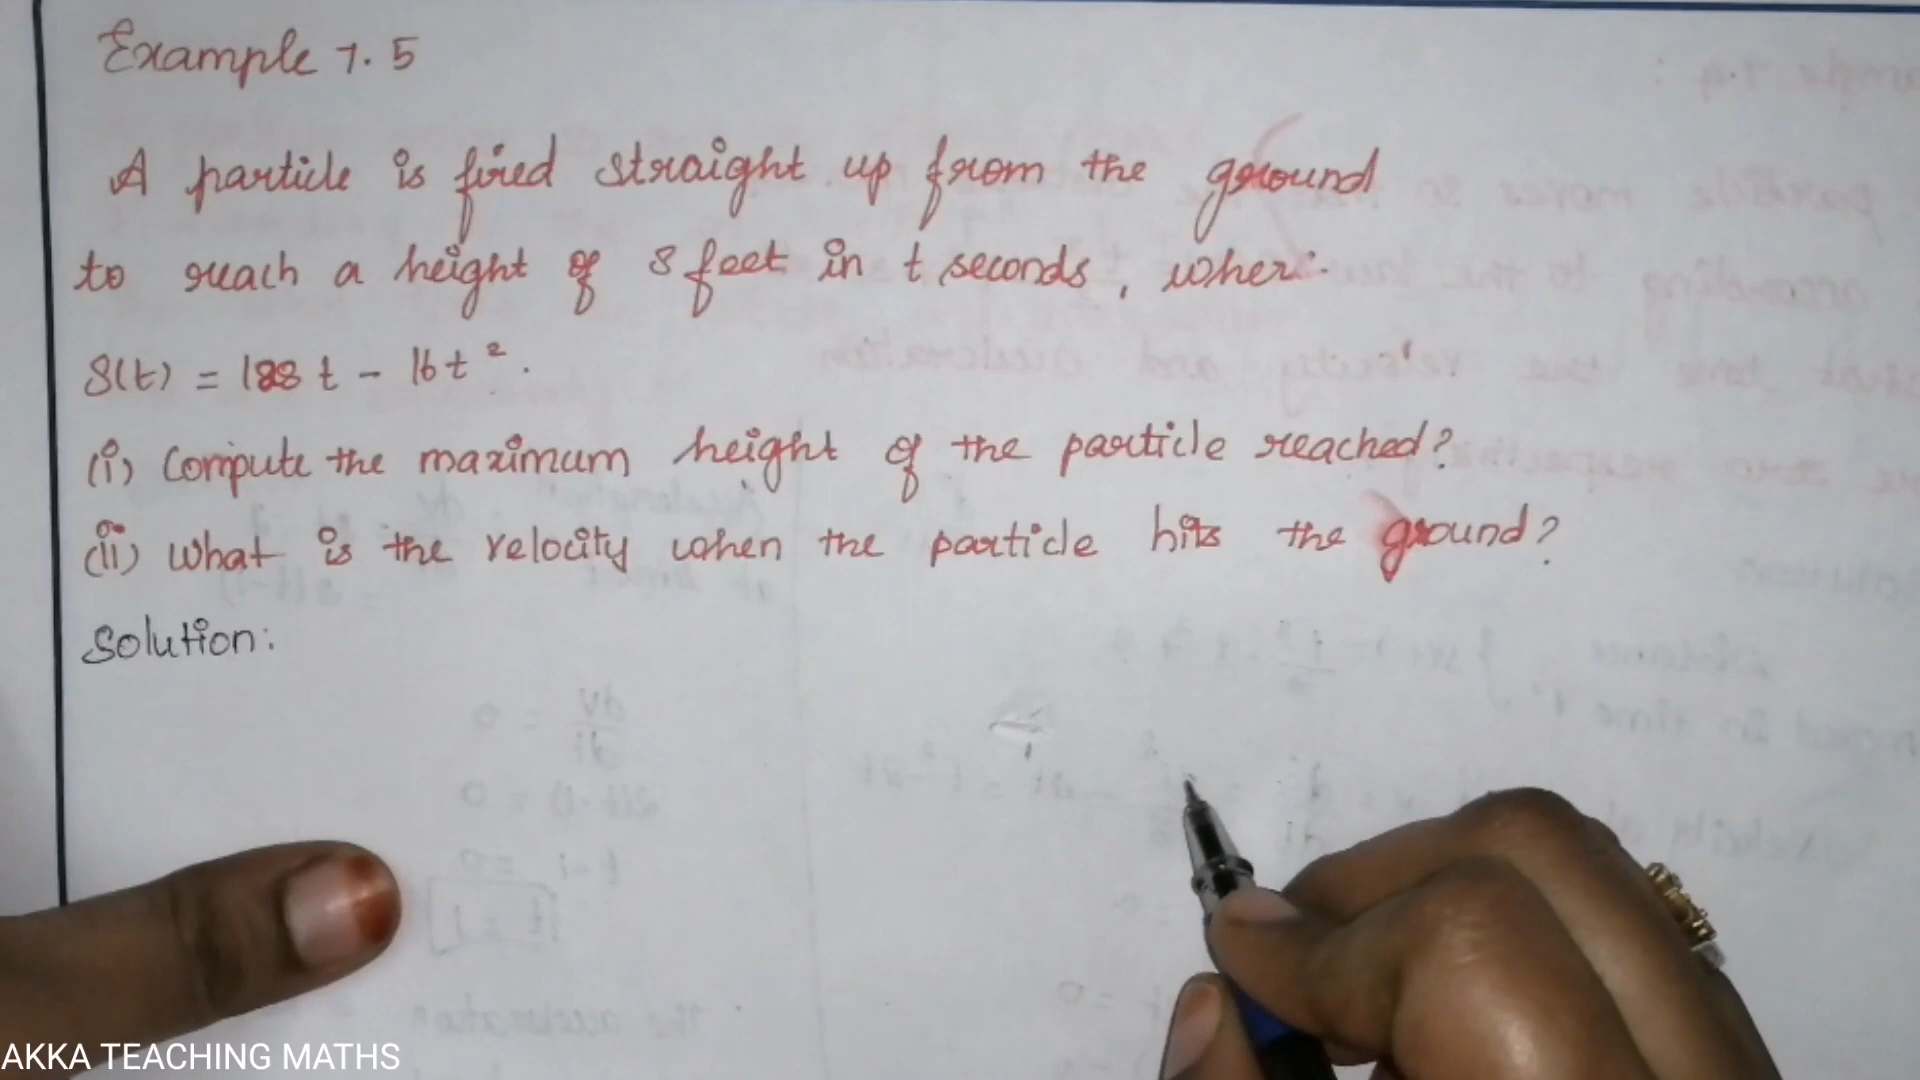 Example 7.5
A particle is fired straight up from the ground
to reach a height of s feet in t seconds, where
S(t) = 128 t - 16t².
(i) Compute the maximum height of the particle reached?
(ii) What is the velocity when the particle hits the ground?
Solution:
AKKA TEACHING MATHS